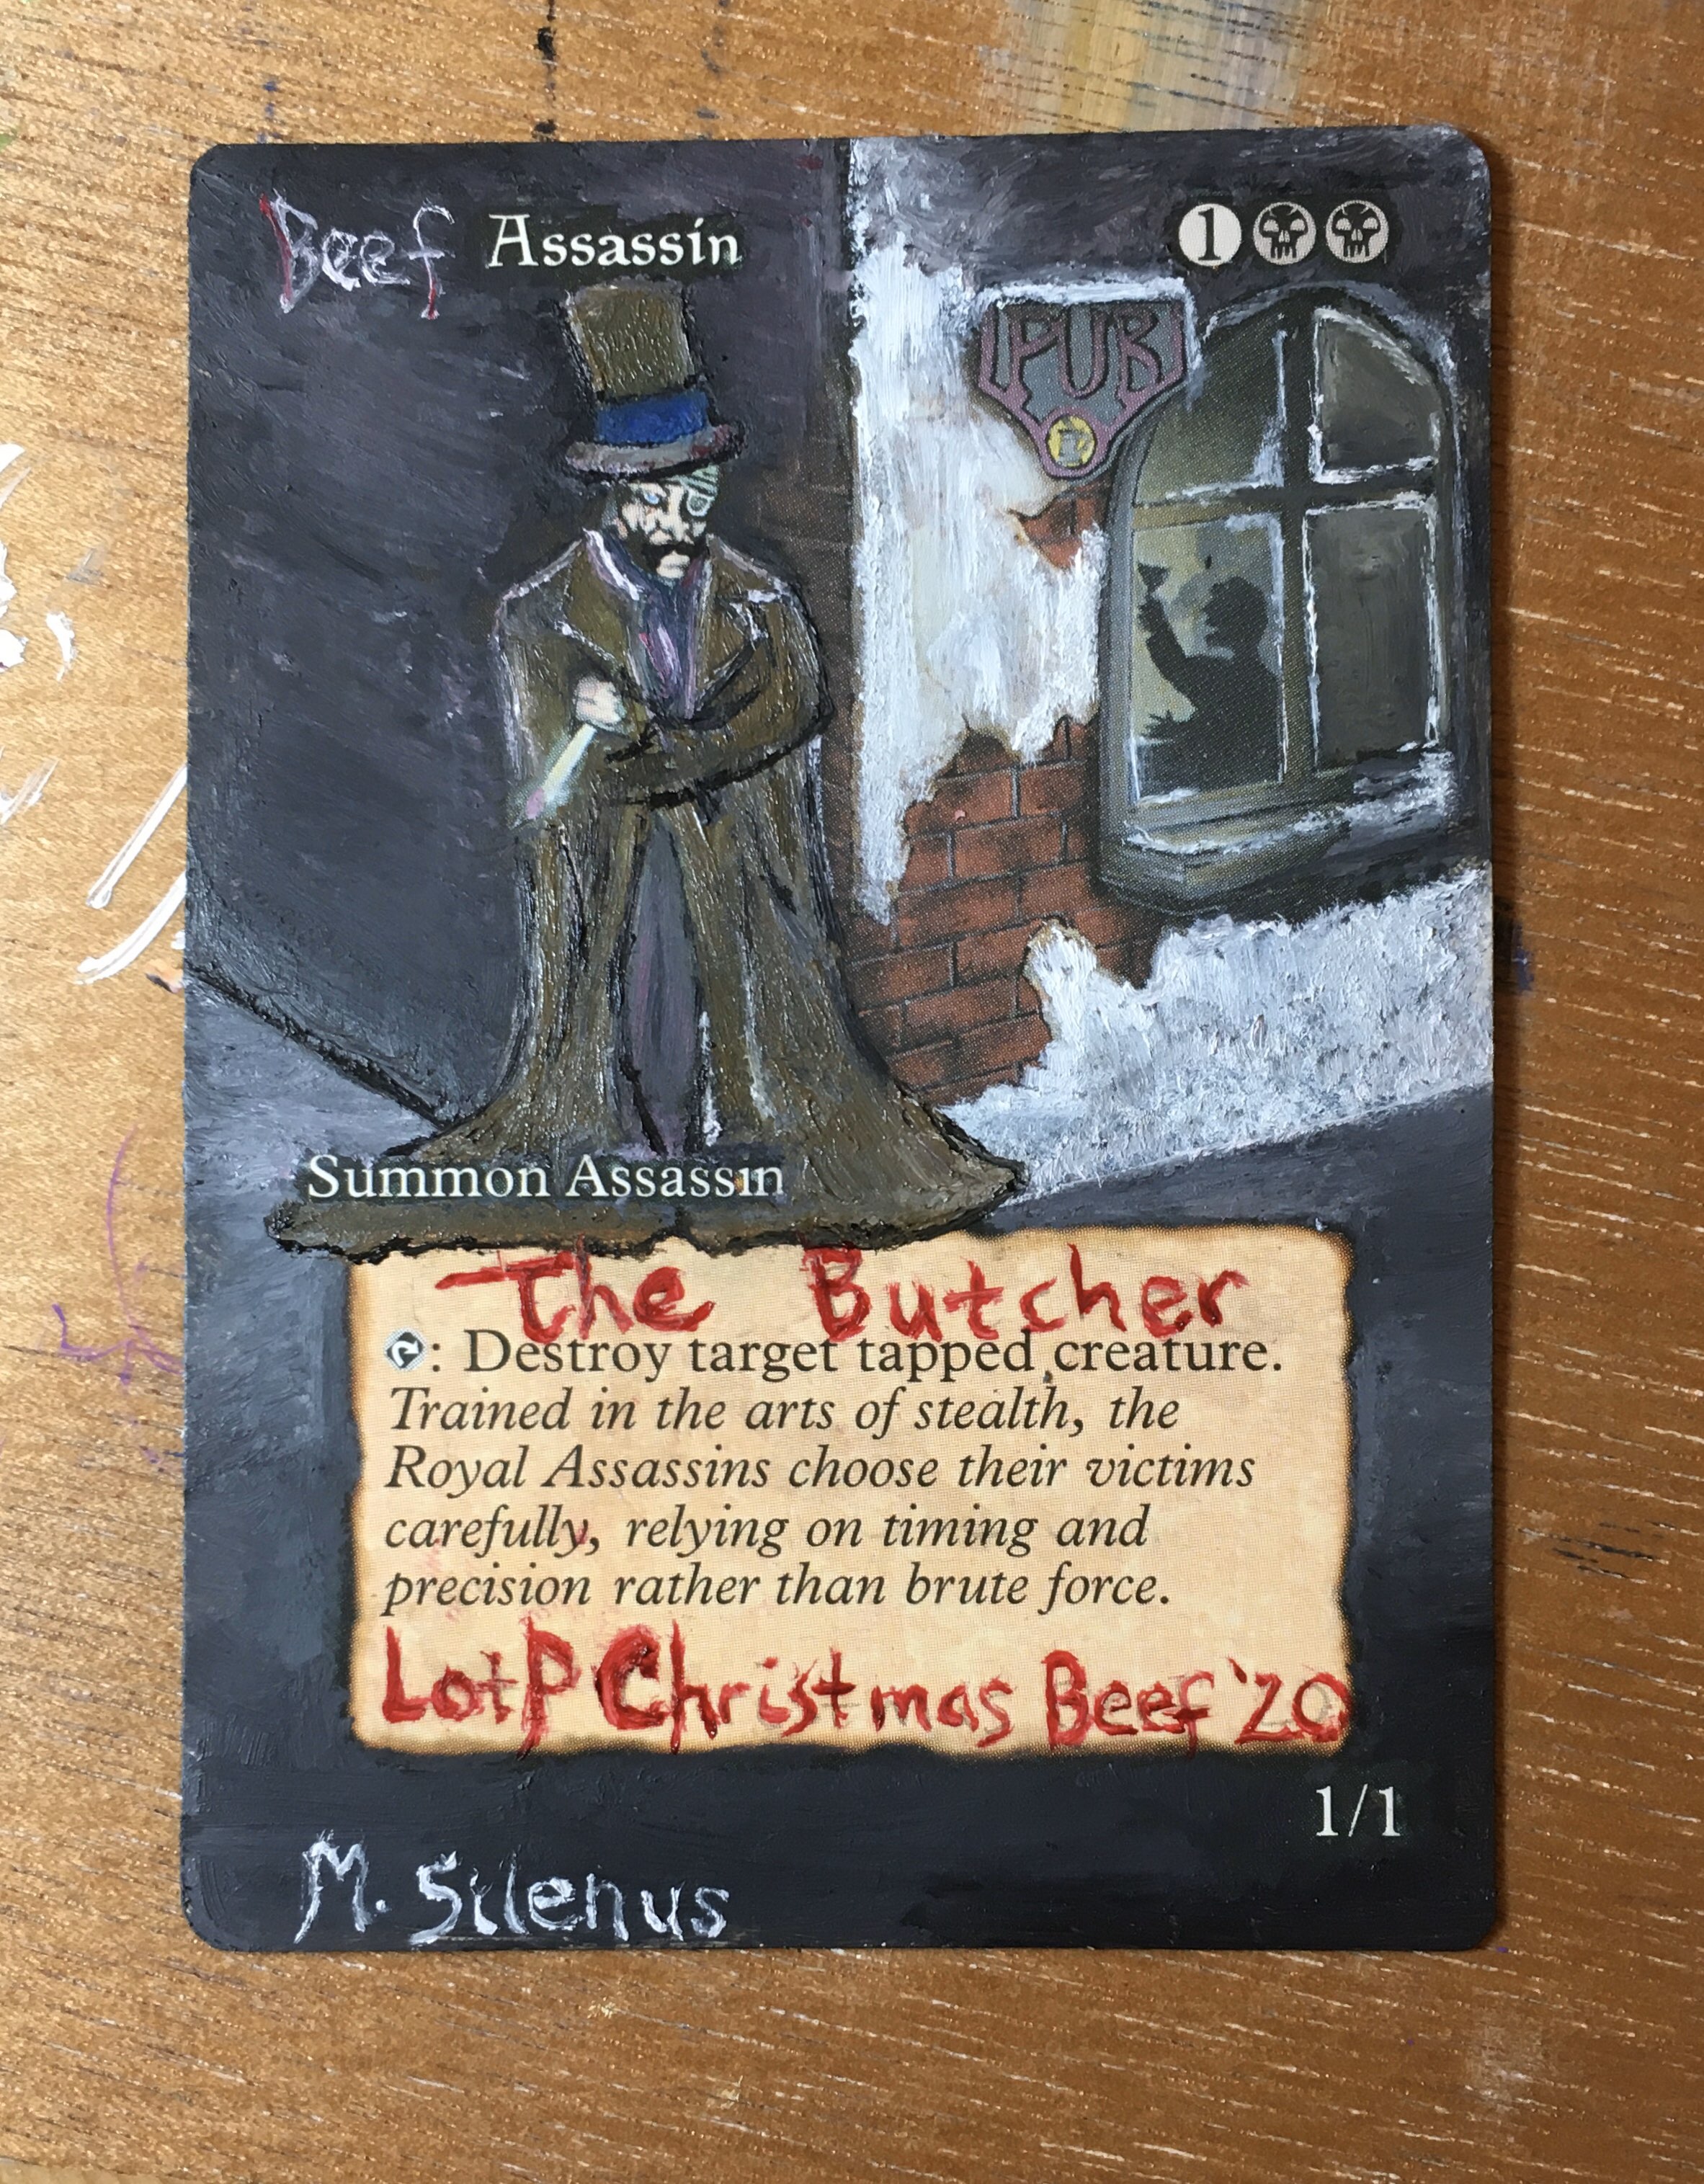 Beef Assassin 1
PUB
Summon Assassin
The Butcher
: Destroy target tapped creature.
Trained in the arts of stealth, the
Royal Assassins choose their victims
carefully, relying on timing and
precision rather than brute force.
LotP Christmas Beef '20
1/1
M. Silenus